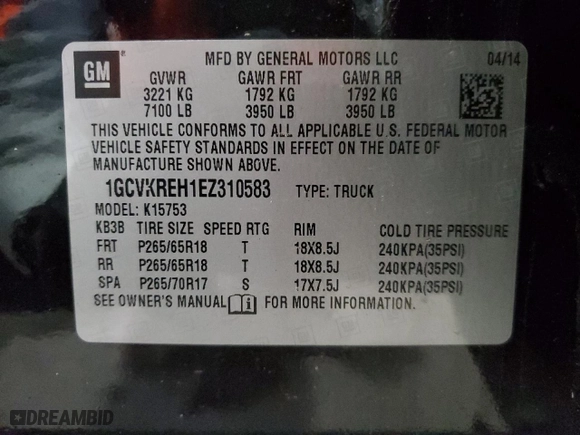 GM
MFD BY GENERAL MOTORS LLC 04/14
GVWR GAWR FRT GAWR RR
3221 KG 1792 KG 1792 KG
7100 LB 3950 LB 3950 LB
THIS VEHICLE CONFORMS TO ALL APPLICABLE U.S. FEDERAL MOTOR
VEHICLE SAFETY STANDARDS IN EFFECT ON THE DATE OF
MANUFACTURE SHOWN ABOVE.
1GCVKREH1EZ310583 TYPE: TRUCK
MODEL: K15753
KB3B TIRE SIZE SPEED RTG RIM COLD TIRE PRESSURE
FRT P265/65R18 T 18X8.5J 240KPA(35PSI)
RR P265/65R18 T 18X8.5J 240KPA(35PSI)
SPA P265/70R17 S 17X7.5J 240KPA(35PSI)
SEE OWNER'S MANUAL FOR MORE INFORMATION.
DREAMBID